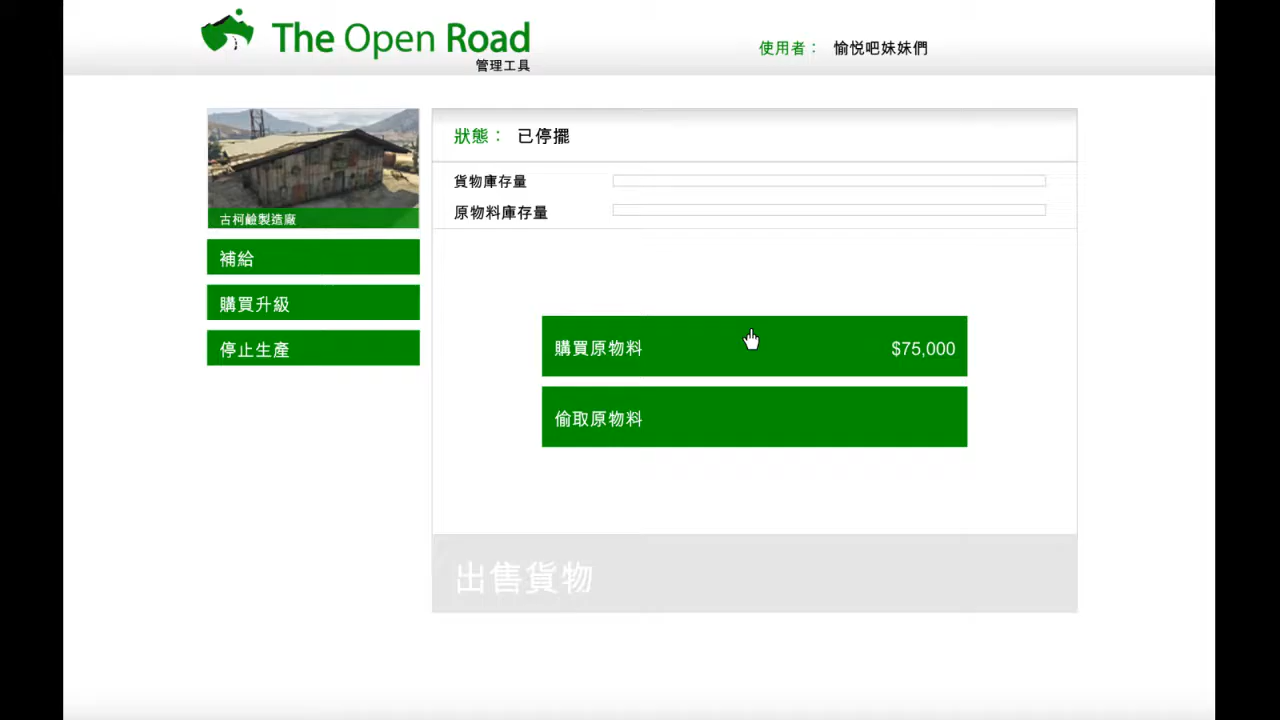 The Open Road
管理工具
使用者： 愉悦吧妹妹們
古柯鹼製造廠
補給
購買升級
停止生產
狀態： 已停擺
貨物庫存量
原物料庫存量
購買原物料 $75,000
偷取原物料
出售貨物